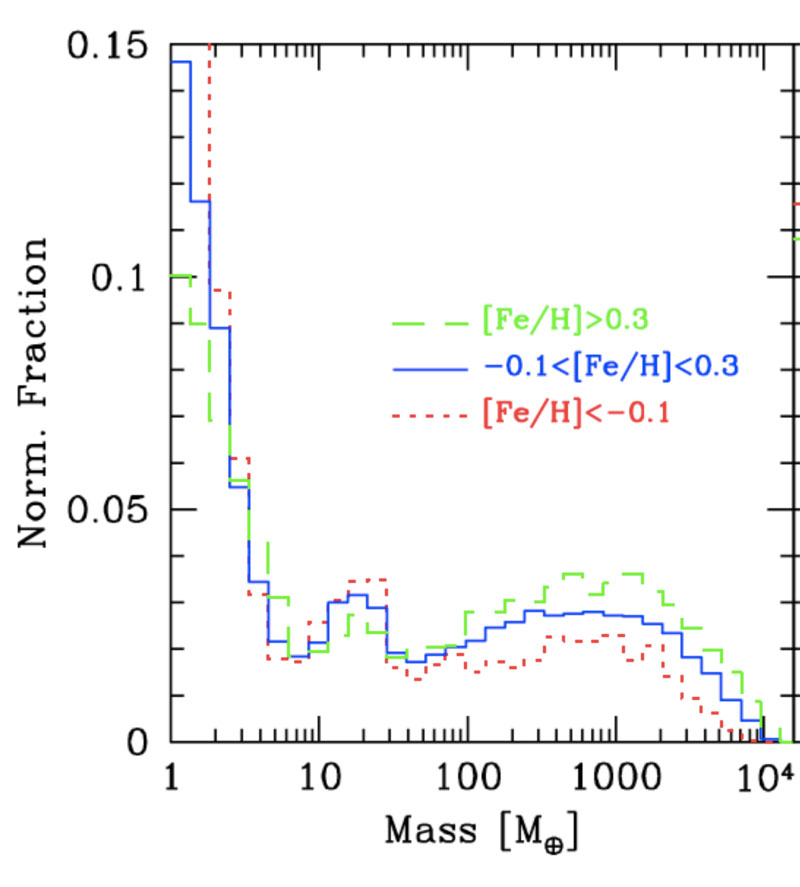 0.15
0.1
0.05
0
Norm. Fraction
[Fe/H]>0.3
−0.1<[Fe/H]<0.3
[Fe/H]<−0.1
1 10 100 1000 10⁴
Mass [M⊕]